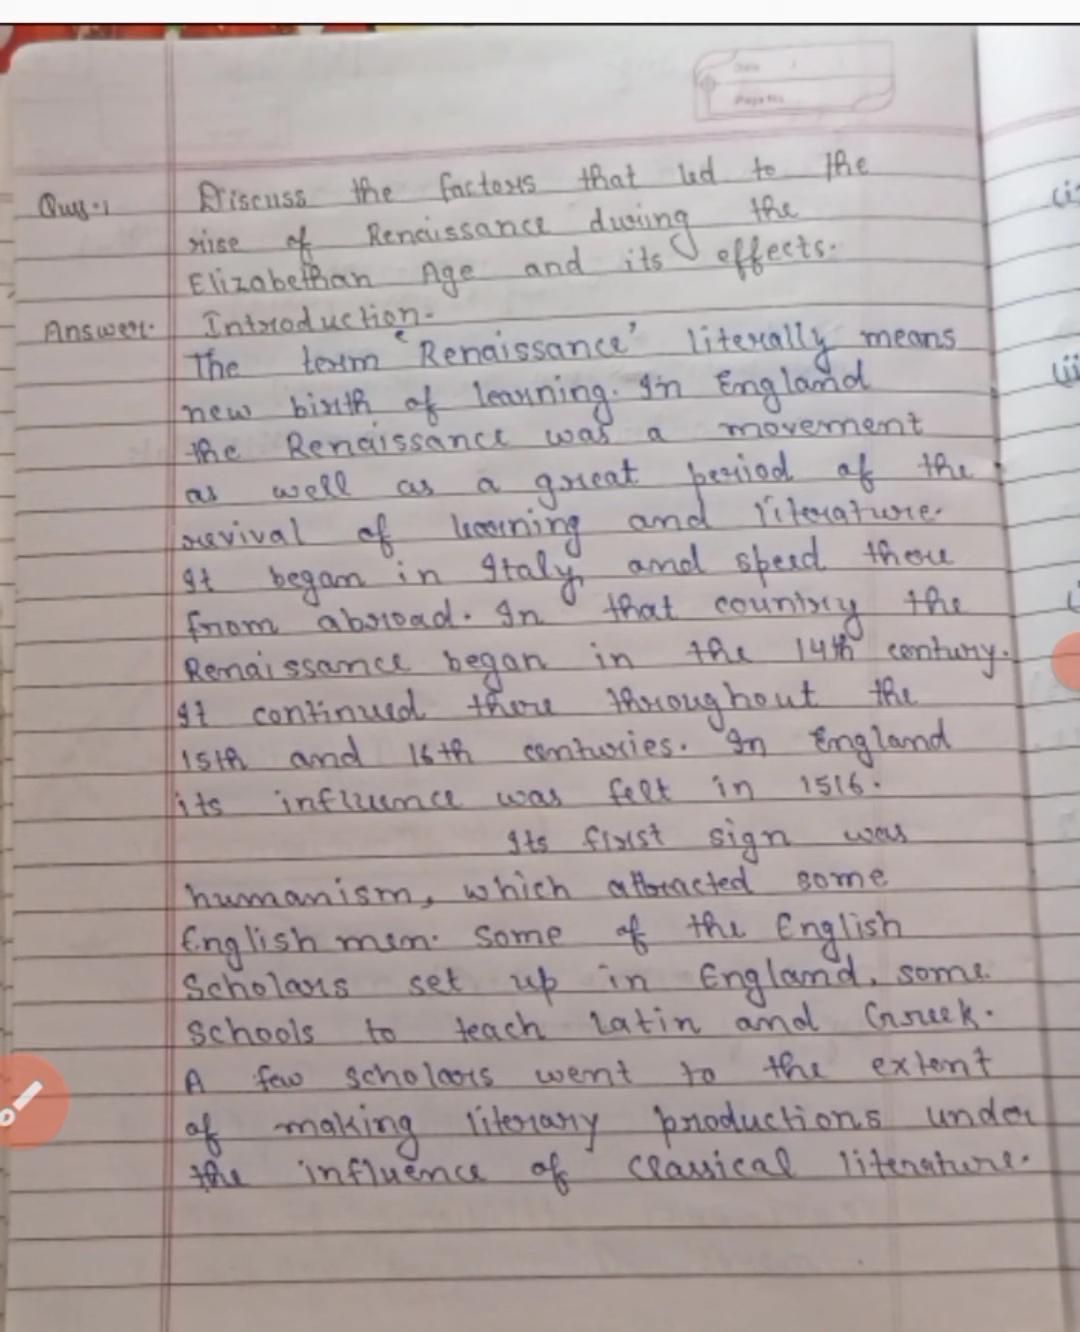 Ques.1 Discuss the factors that led to the
rise of Renaissance during the
Elizabethan Age and its effects.
Answer. Introduction.
The term 'Renaissance' literally means
new birth of learning. In England
the Renaissance was a movement
as well as a great period of the
revival of learning and literature.
It began in Italy and spead there
from abroad. In that country the
Renaissance began in the 14th century.
It continued there throughout the
15th and 16th centuries. In England
its influence was felt in 1516.
Its first sign was
humanism, which attracted some
English men. Some of the English
Scholars set up in England, some
schools to teach Latin and Greek.
A few scholars went to the extent
of making literary productions under
the influence of classical literature.